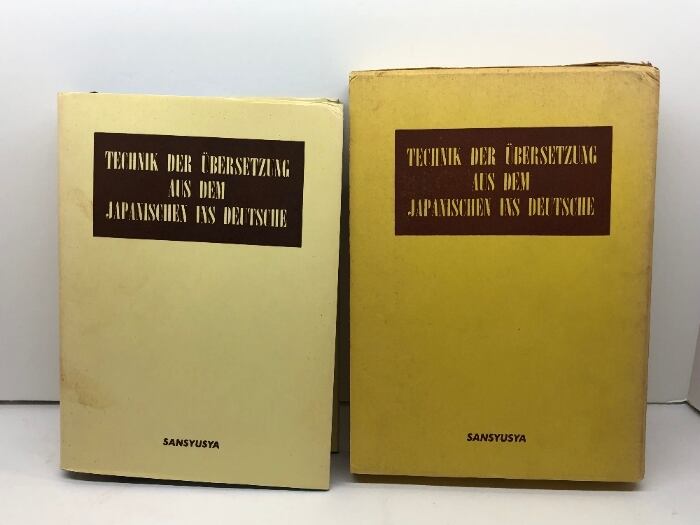 TECHNIK DER ÜBERSETZUNG
AUS DEM
JAPANISCHEN INS DEUTSCHE
SANSYUSYA
TECHNIK DER ÜBERSETZUNG
AUS DEM
JAPANISCHEN INS DEUTSCHE
SANSYUSYA